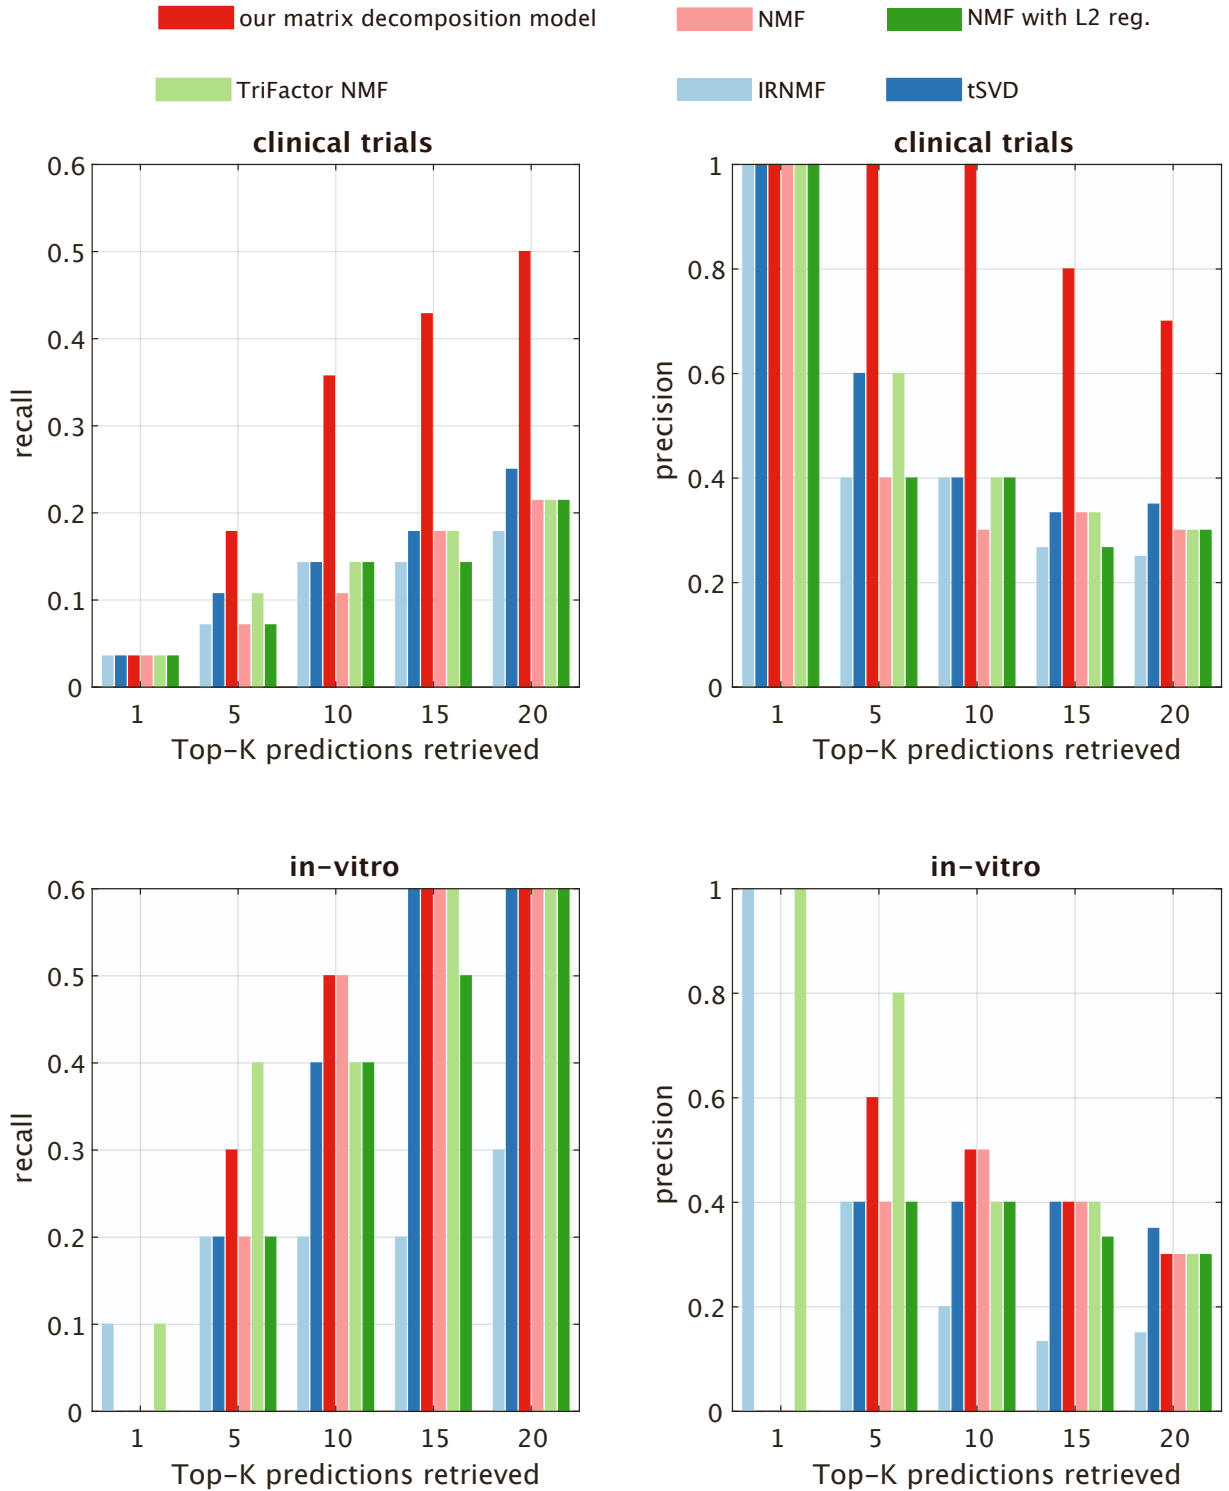 our matrix decomposition model NMF NMF with L2 reg.
TriFactor NMF IRNMF tSVD
clinical trials
0.6
0.5
0.4
0.3
0.2
0.1
0
recall
1 5 10 15 20
Top-K predictions retrieved
clinical trials
1
0.8
0.6
0.4
0.2
0
precision
1 5 10 15 20
Top-K predictions retrieved
in-vitro
0.6
0.5
0.4
0.3
0.2
0.1
0
recall
1 5 10 15 20
Top-K predictions retrieved
in-vitro
1
0.8
0.6
0.4
0.2
0
precision
1 5 10 15 20
Top-K predictions retrieved